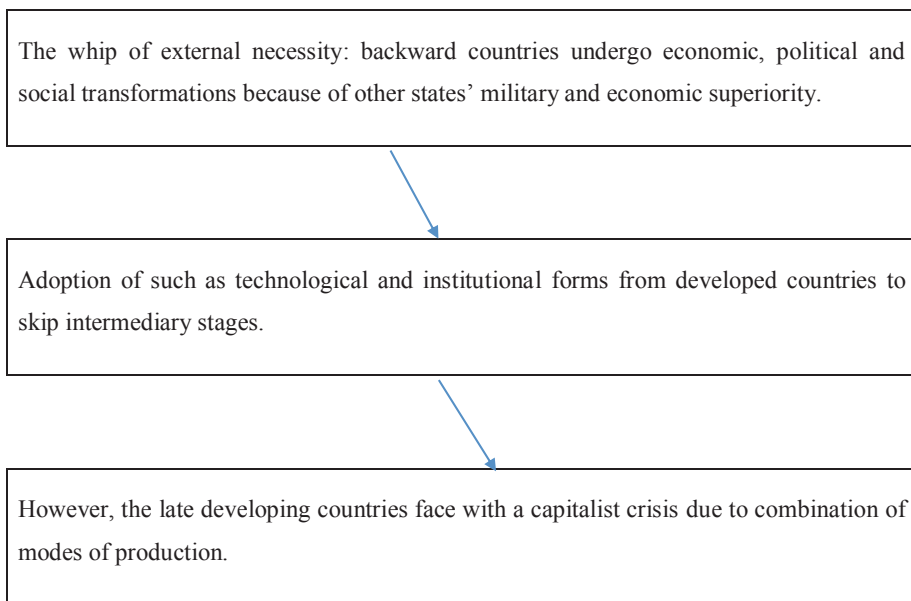 The whip of external necessity: backward countries undergo economic, political and
social transformations because of other states’ military and economic superiority.
Adoption of such as technological and institutional forms from developed countries to
skip intermediary stages.
However, the late developing countries face with a capitalist crisis due to combination of
modes of production.